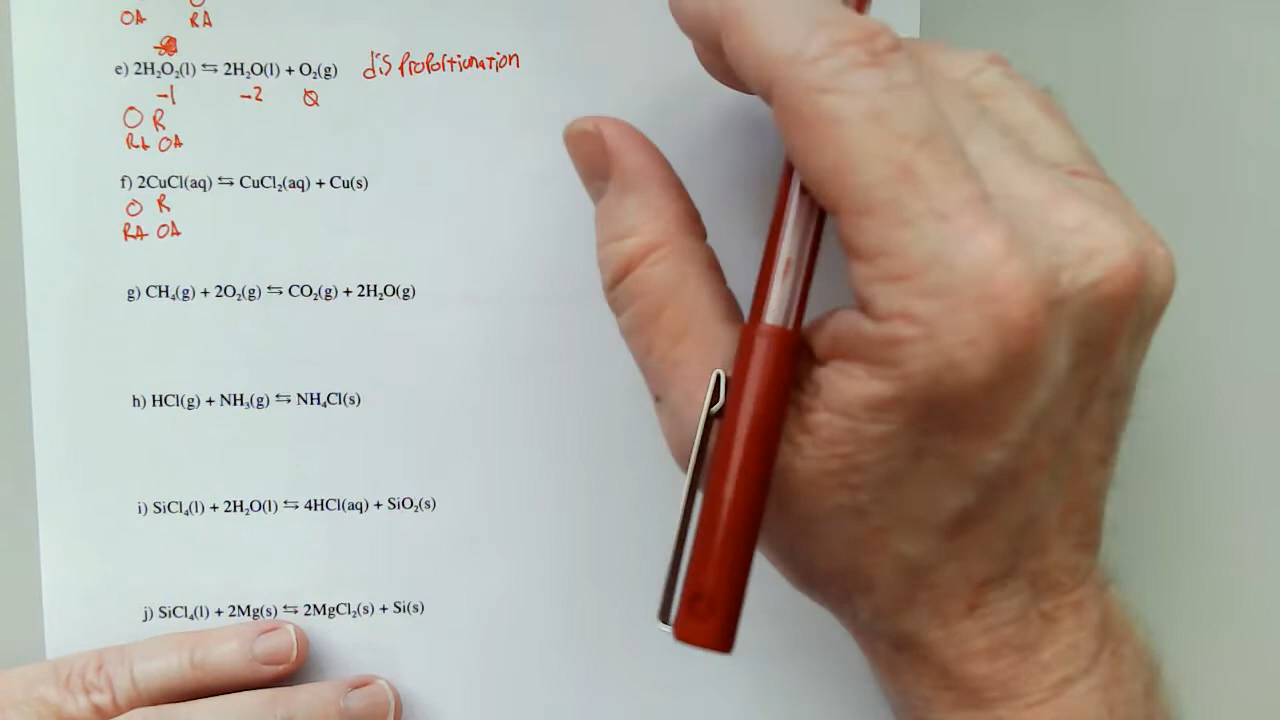 OA RA
e) 2H₂O₂(l) ⇆ 2H₂O(l) + O₂(g) disproportionation
-1 -2 0
O R
RA OA
f) 2CuCl(aq) ⇆ CuCl₂(aq) + Cu(s)
O R
RA OA
g) CH₄(g) + 2O₂(g) ⇆ CO₂(g) + 2H₂O(g)
h) HCl(g) + NH₃(g) ⇆ NH₄Cl(s)
i) SiCl₄(l) + 2H₂O(l) ⇆ 4HCl(aq) + SiO₂(s)
j) SiCl₄(l) + 2Mg(s) ⇆ 2MgCl₂(s) + Si(s)